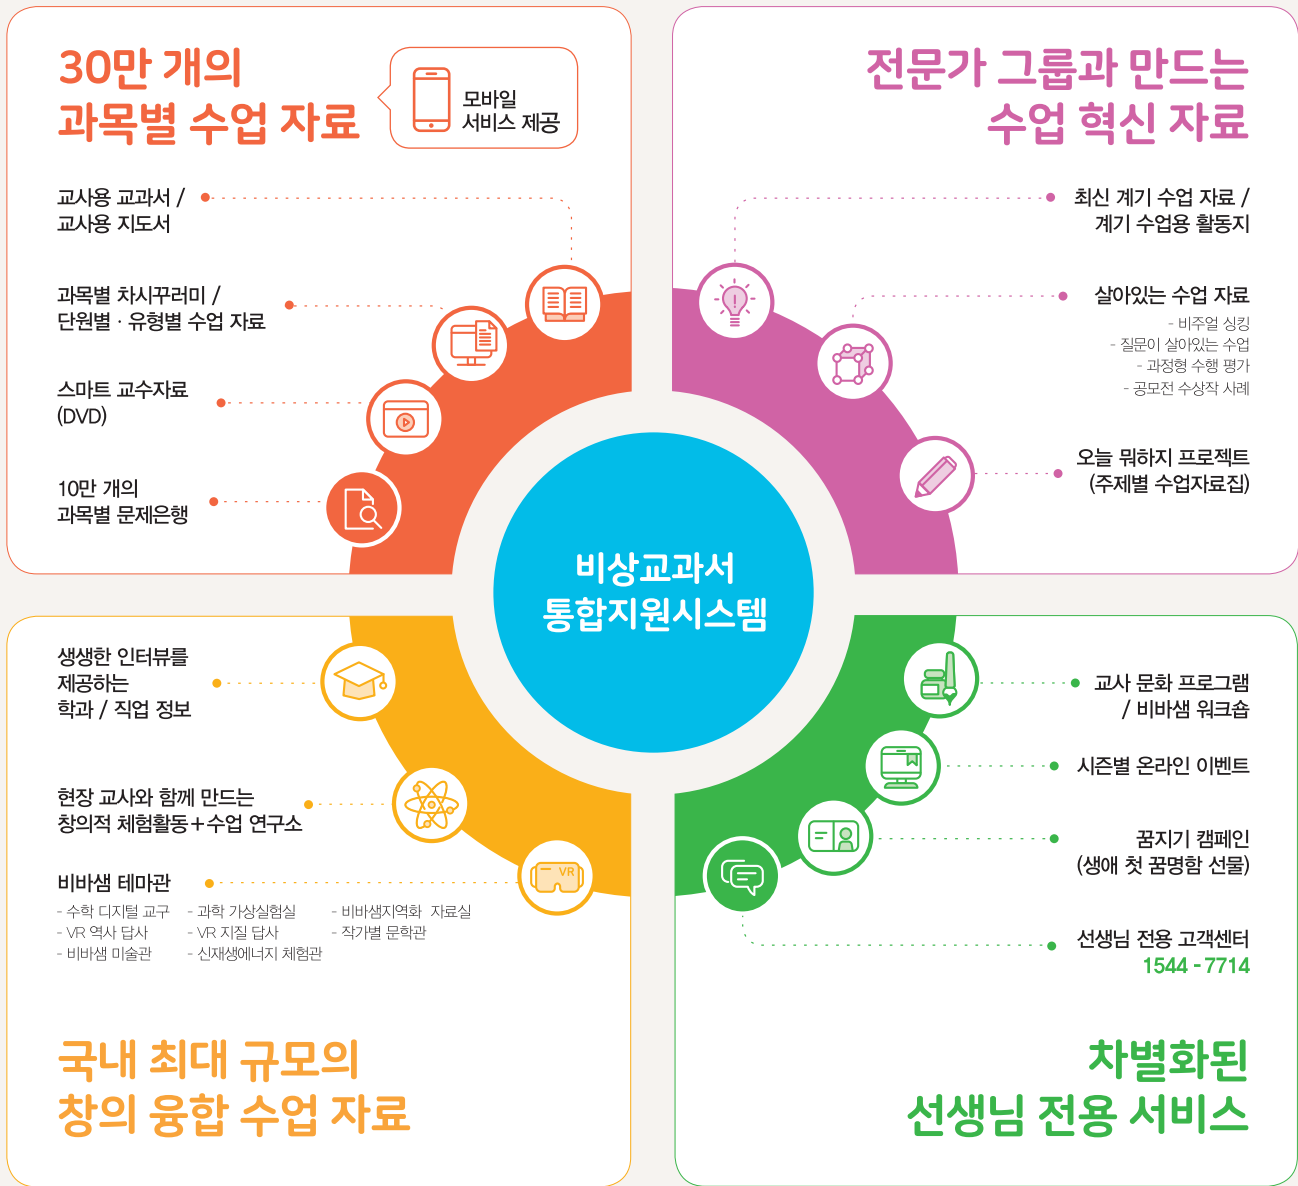 30만 개의
과목별 수업 자료
모바일
서비스 제공
교사용 교과서 /
교사용 지도서
과목별 차시꾸러미 /
단원별 · 유형별 수업 자료
스마트 교수자료
(DVD)
10만 개의
과목별 문제은행
전문가 그룹과 만드는
수업 혁신 자료
최신 계기 수업 자료 /
계기 수업용 활동지
살아있는 수업 자료
- 비주얼 싱킹
- 질문이 살아있는 수업
- 과정형 수행 평가
- 공모전 수상작 사례
오늘 뭐하지 프로젝트
(주제별 수업자료집)
비상교과서
통합지원시스템
생생한 인터뷰를
제공하는
학과 / 직업 정보
현장 교사와 함께 만드는
창의적 체험활동+수업 연구소
비바샘 테마관
- 수학 디지털 교구
- VR 역사 답사
- 비바샘 미술관
- 과학 가상실험실
- VR 지질 답사
- 신재생에너지 체험관
- 비바샘지역화 자료실
- 작가별 문학관
VR
국내 최대 규모의
창의 융합 수업 자료
교사 문화 프로그램
/ 비바샘 워크숍
시즌별 온라인 이벤트
꿈지기 캠페인
(생애 첫 꿈명함 선물)
선생님 전용 고객센터
1544 - 7714
차별화된
선생님 전용 서비스